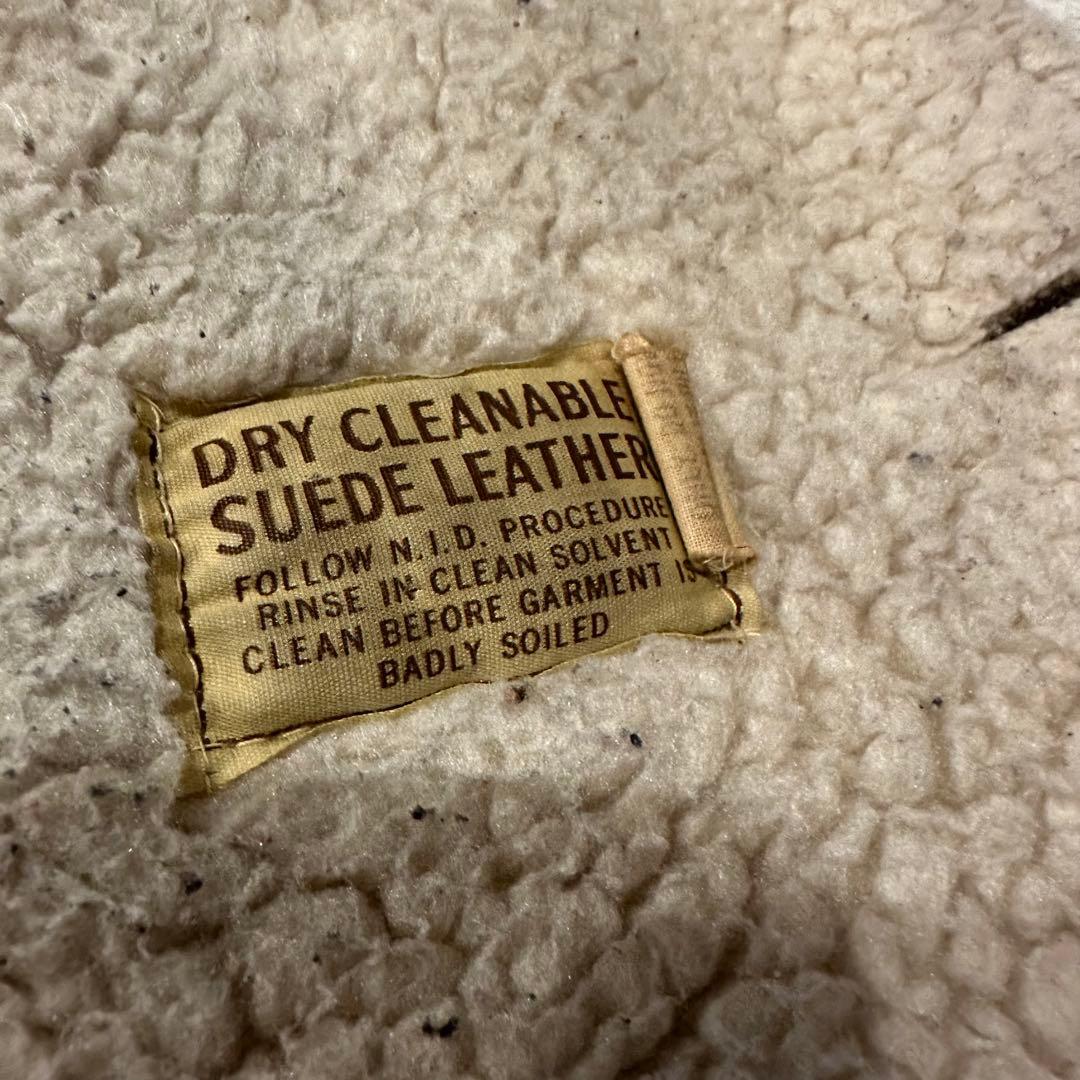 DRY CLEANABLE
SUEDE LEATHER
FOLLOW N.I.D. PROCEDURE
RINSE IN CLEAN SOLVENT
CLEAN BEFORE GARMENT IS
BADLY SOILED